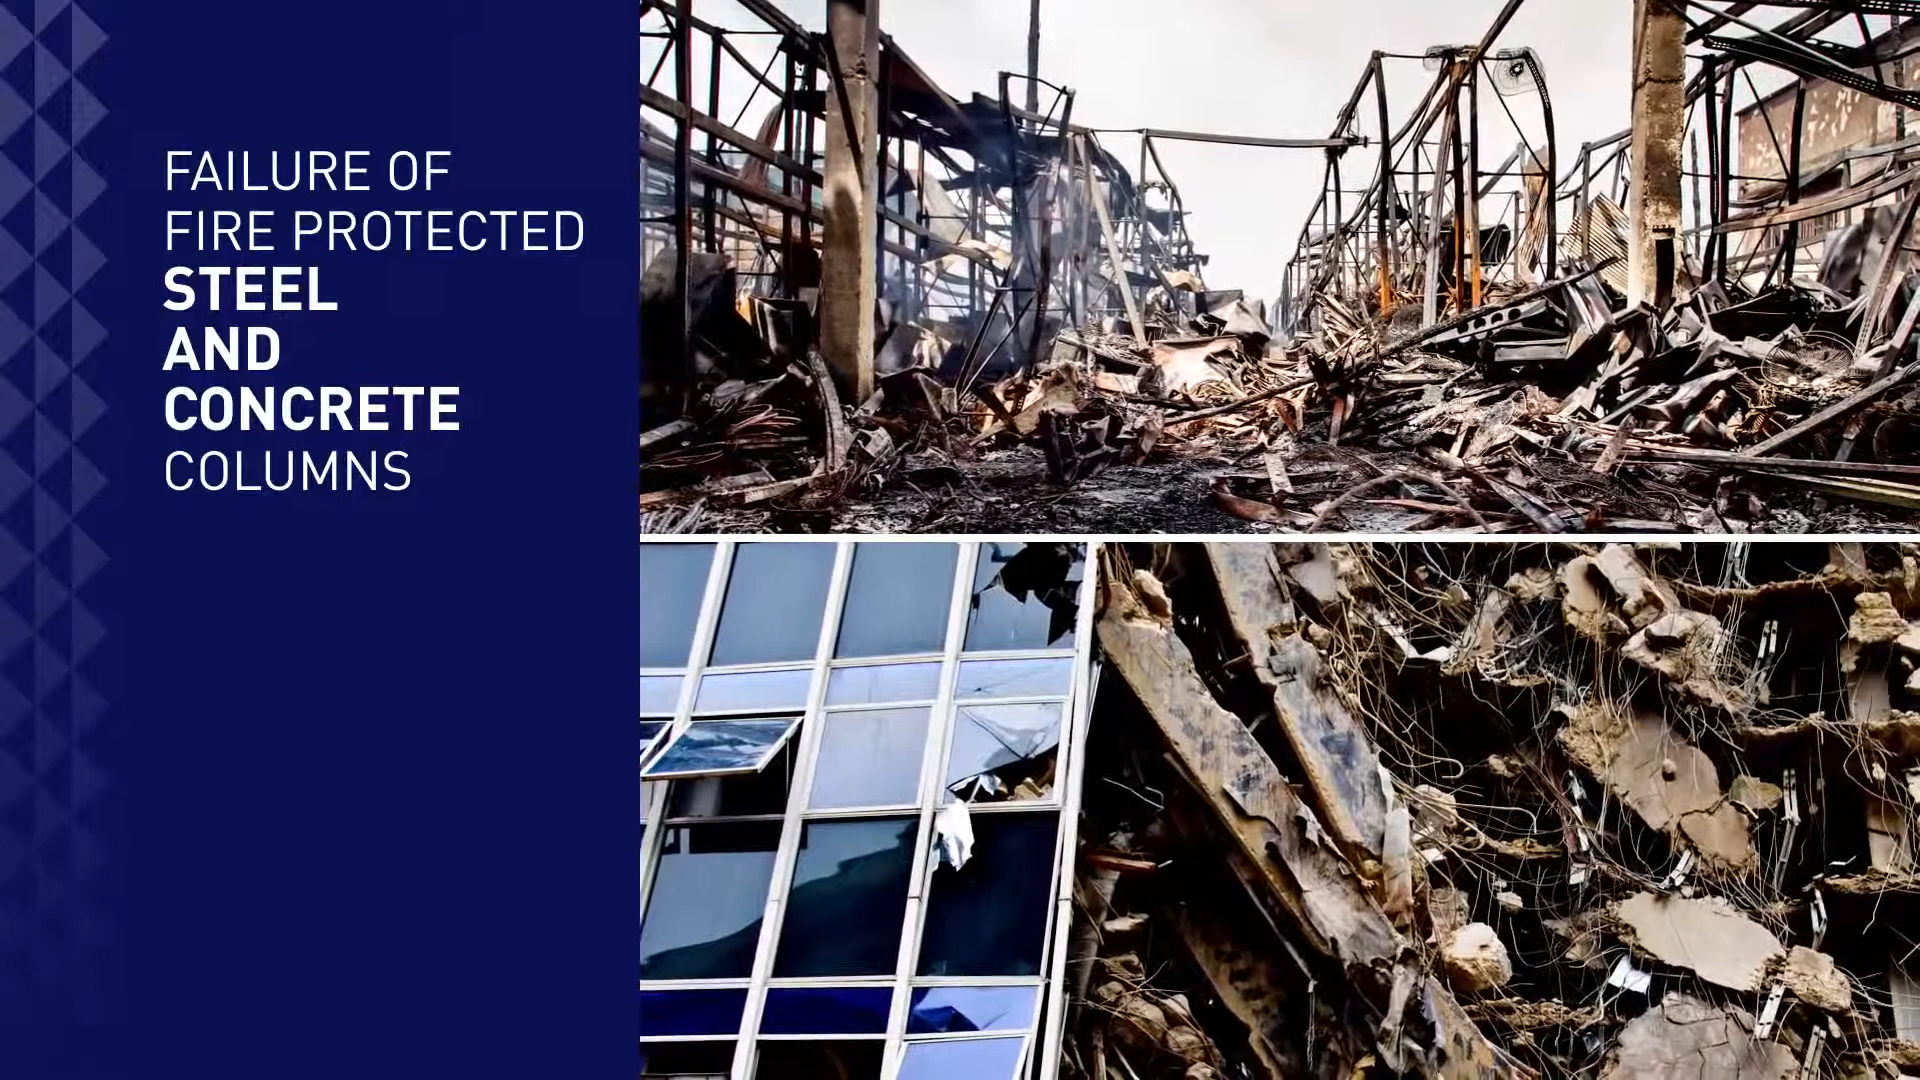 FAILURE OF
FIRE PROTECTED
STEEL
AND
CONCRETE
COLUMNS